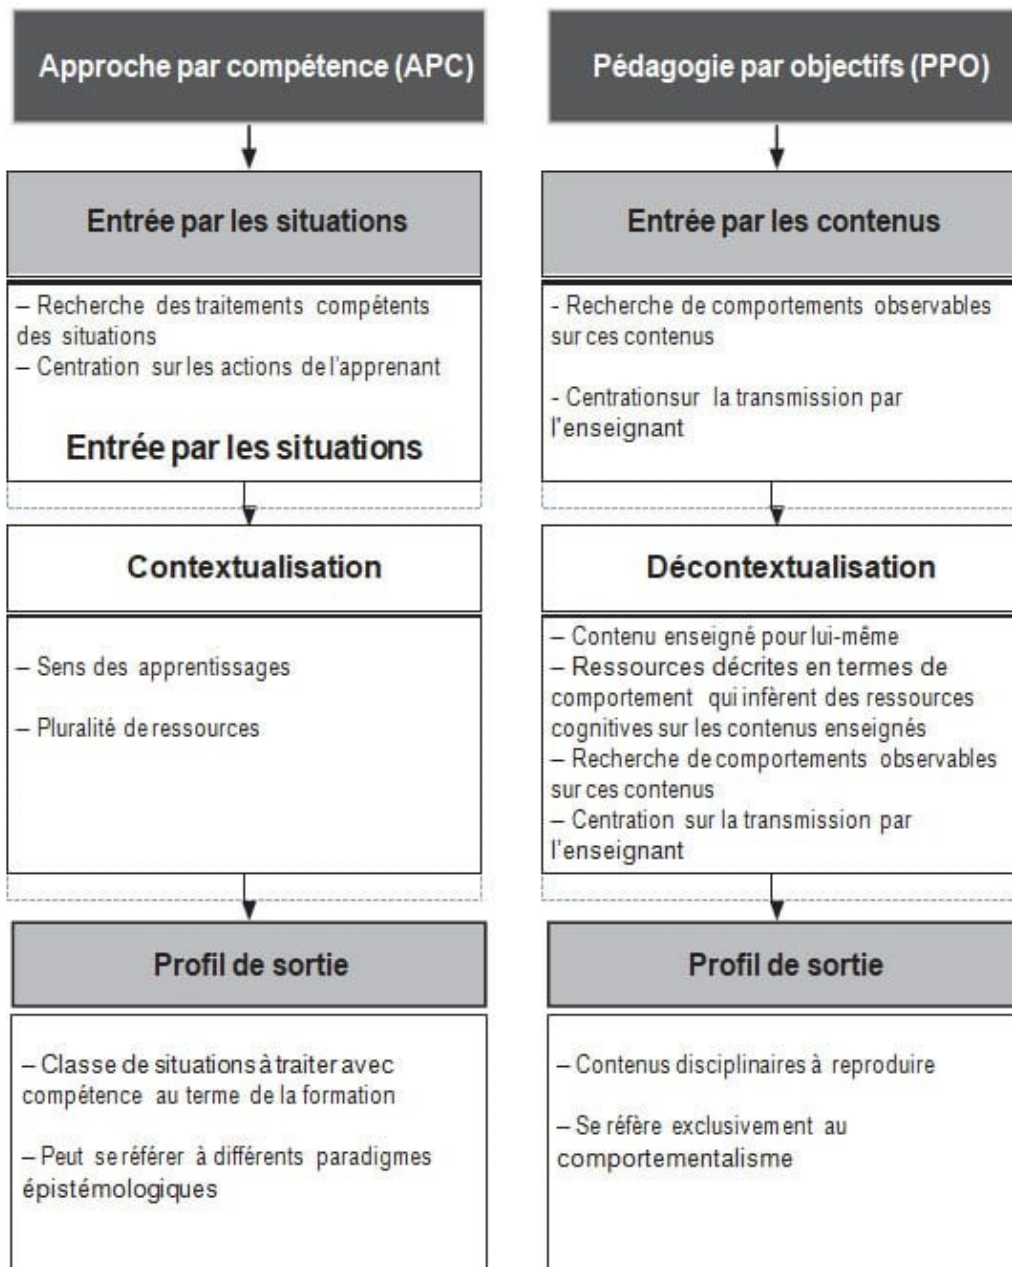 Approche par compétence (APC)
Entrée par les situations
– Recherche des traitements compétents
des situations
– Centration sur les actions de l'apprenant
Entrée par les situations
Contextualisation
– Sens des apprentissages
– Pluralité de ressources
Profil de sortie
– Classe de situations à traiter avec
compétence au terme de la formation
– Peut se référer à différents paradigmes
épistémologiques
Pédagogie par objectifs (PPO)
Entrée par les contenus
- Recherche de comportements observables
sur ces contenus
- Centrationsur la transmission par
l'enseignant
Décontextualisation
– Contenu enseigné pour lui-même
– Ressources décrites en termes de
comportement qui infèrent des ressources
cognitives sur les contenus enseignés
– Recherche de comportements observables
sur ces contenus
– Centration sur la transmission par
l'enseignant
Profil de sortie
– Contenus disciplinaires à reproduire
– Se réfère exclusivement au
comportementalisme